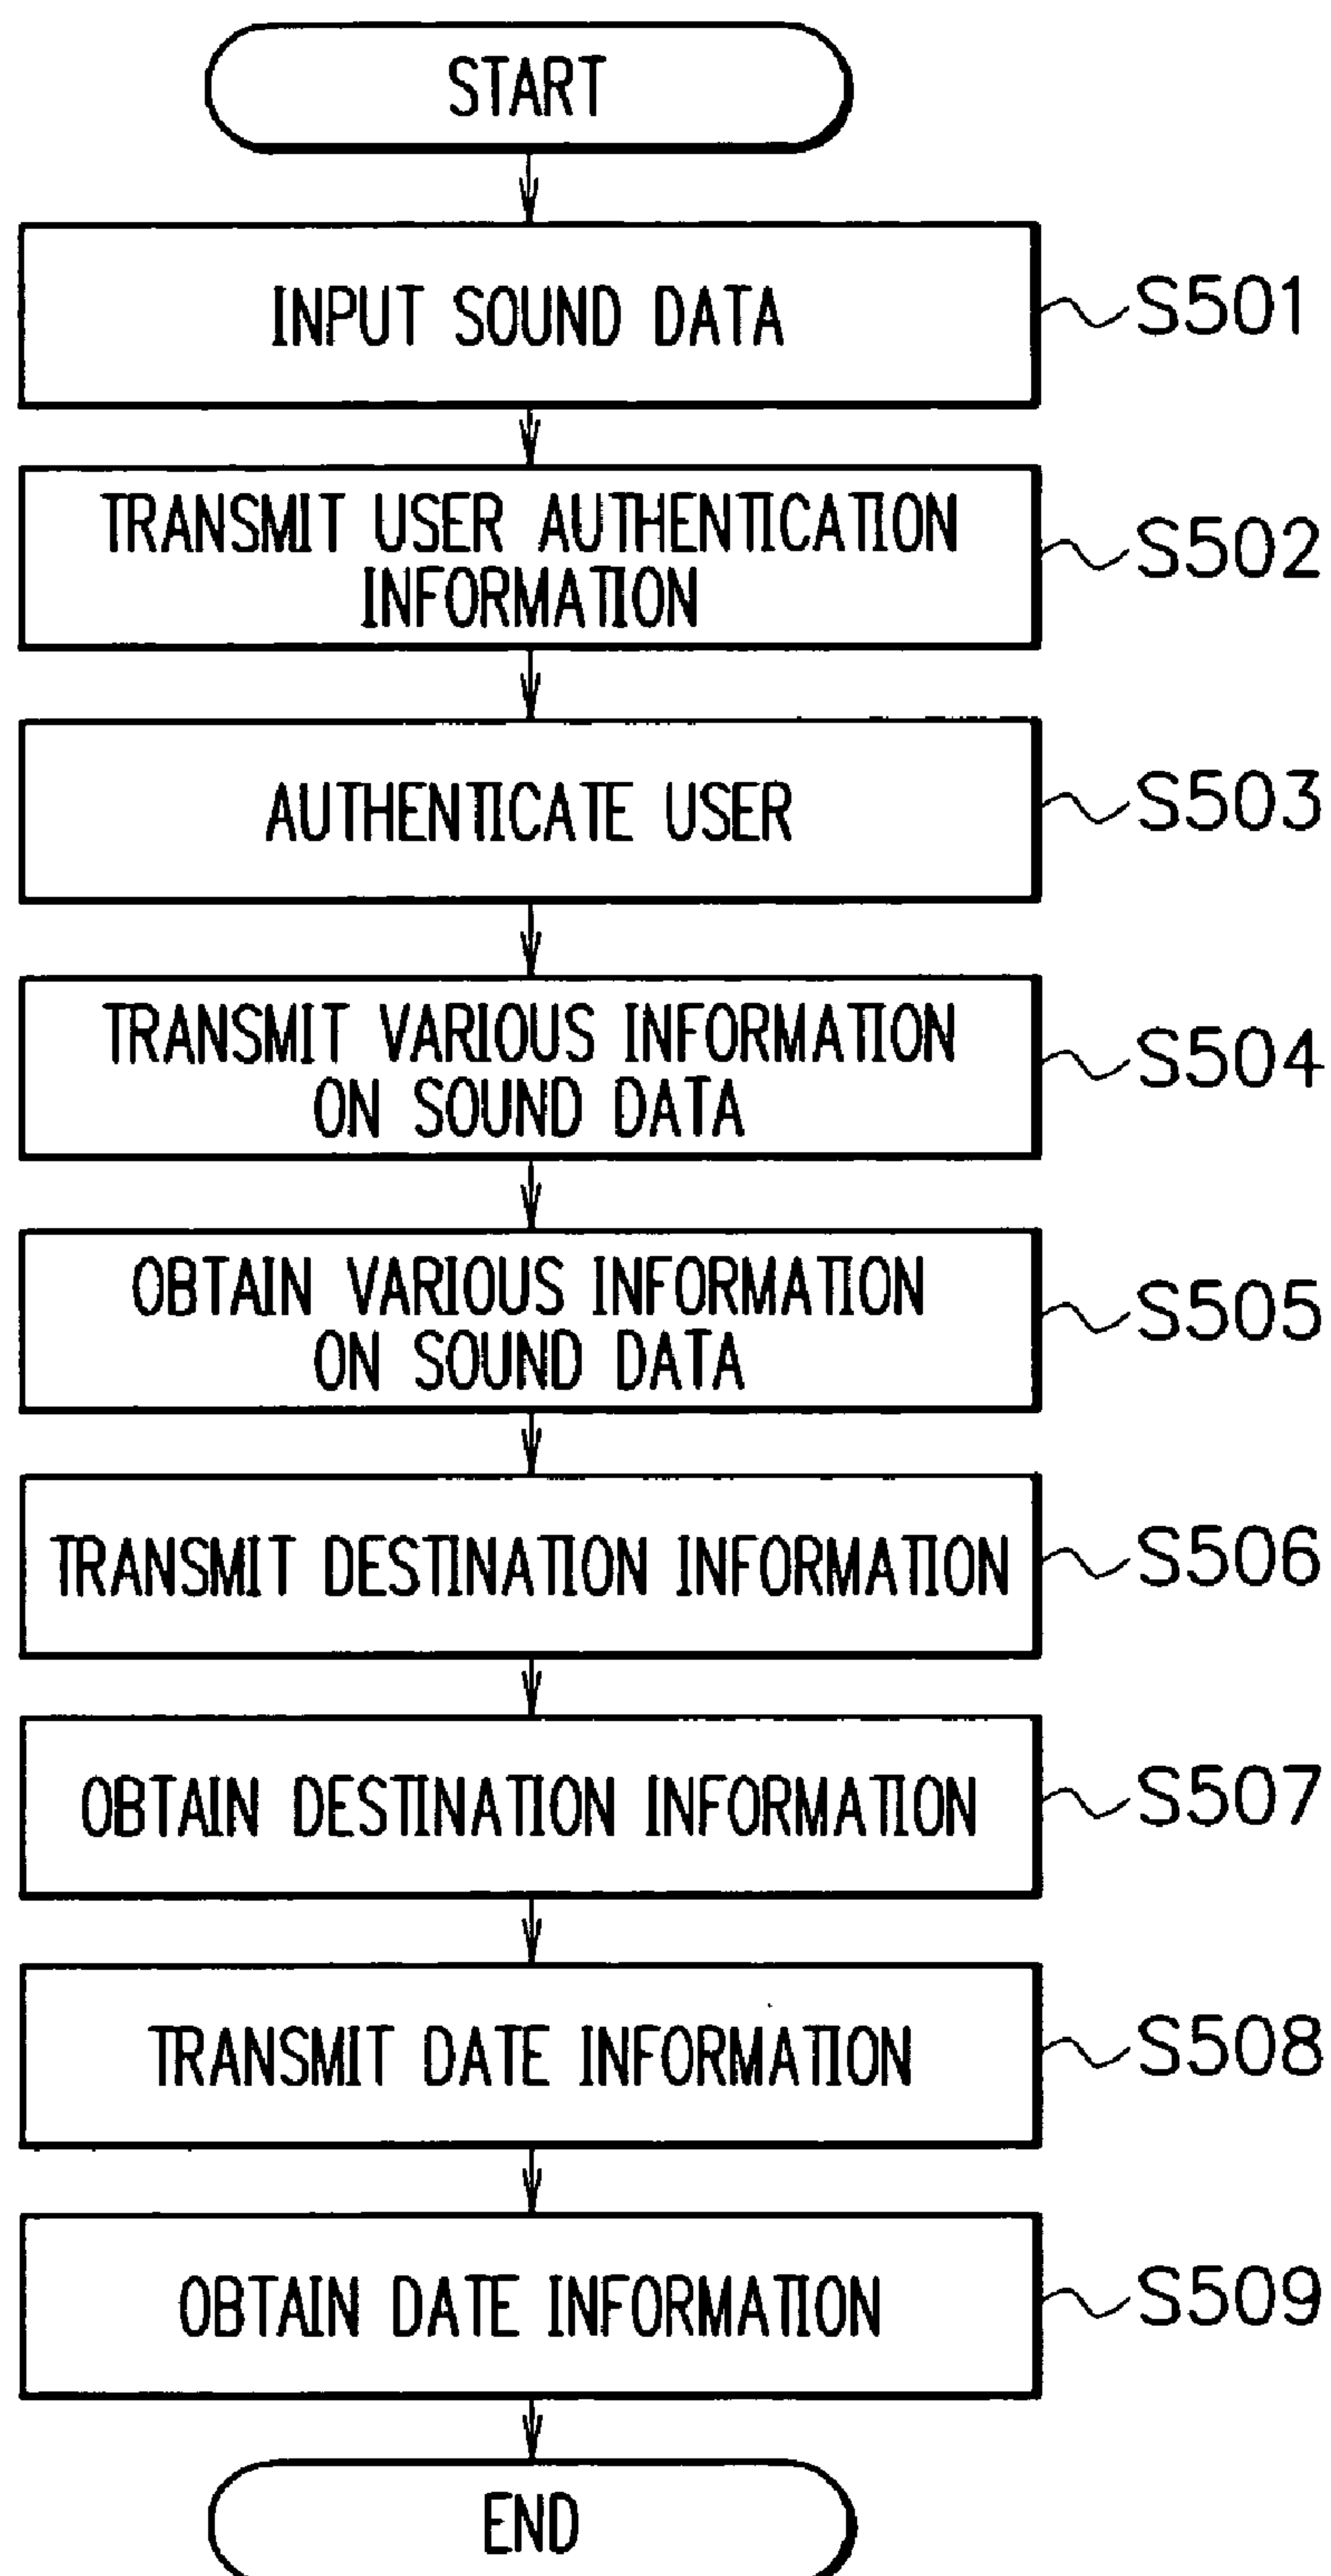 START
INPUT SOUND DATA
S501
TRANSMIT USER AUTHENTICATION
INFORMATION
S502
AUTHENTICATE USER
S503
TRANSMIT VARIOUS INFORMATION
ON SOUND DATA
S504
OBTAIN VARIOUS INFORMATION
ON SOUND DATA
S505
TRANSMIT DESTINATION INFORMATION
S506
OBTAIN DESTINATION INFORMATION
S507
TRANSMIT DATE INFORMATION
S508
OBTAIN DATE INFORMATION
S509
END